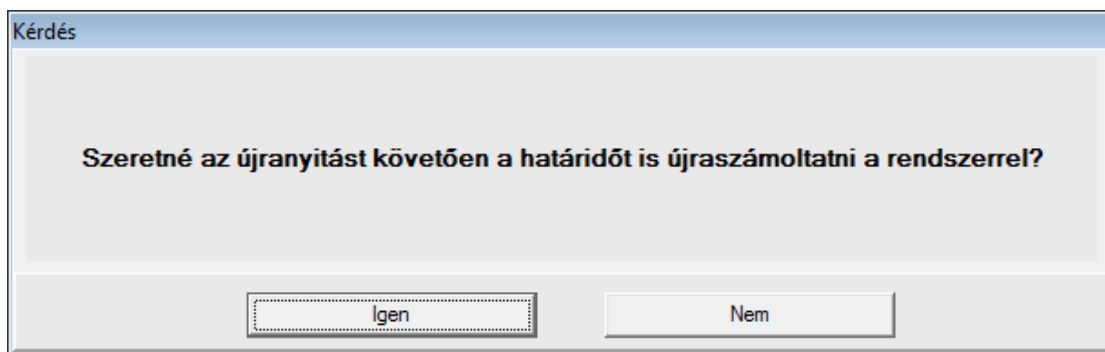 Kérdés
Szeretné az újranyitást követően a határidőt is újraszámoltatni a rendszerrel?
Igen
Nem